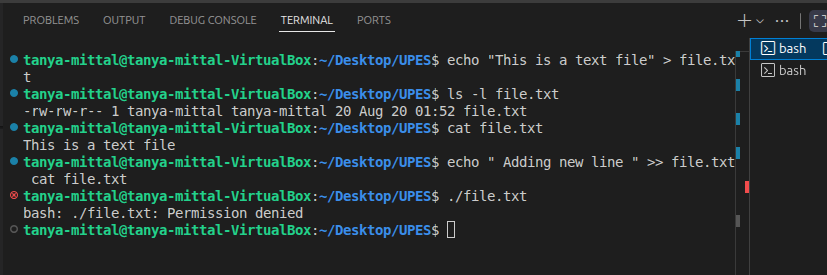 PROBLEMS OUTPUT DEBUG CONSOLE TERMINAL PORTS
bash
bash
tanya-mittal@tanya-mittal-VirtualBox:~/Desktop/UPES$ echo "This is a text file" > file.tx
t
tanya-mittal@tanya-mittal-VirtualBox:~/Desktop/UPES$ ls -l file.txt
-rw-rw-r-- 1 tanya-mittal tanya-mittal 20 Aug 20 01:52 file.txt
tanya-mittal@tanya-mittal-VirtualBox:~/Desktop/UPES$ cat file.txt
This is a text file
tanya-mittal@tanya-mittal-VirtualBox:~/Desktop/UPES$ echo " Adding new line " >> file.txt
 cat file.txt
tanya-mittal@tanya-mittal-VirtualBox:~/Desktop/UPES$ ./file.txt
bash: ./file.txt: Permission denied
tanya-mittal@tanya-mittal-VirtualBox:~/Desktop/UPES$